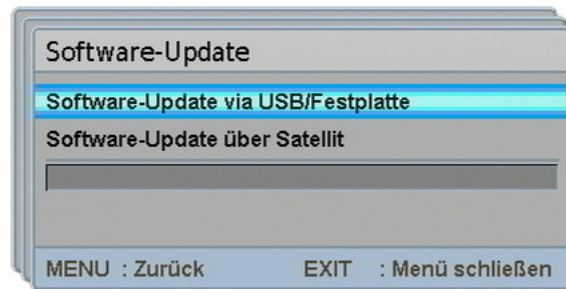 Software-Update
Software-Update via USB/Festplatte
Software-Update über Satellit
MENU : Zurück EXIT : Menü schließen